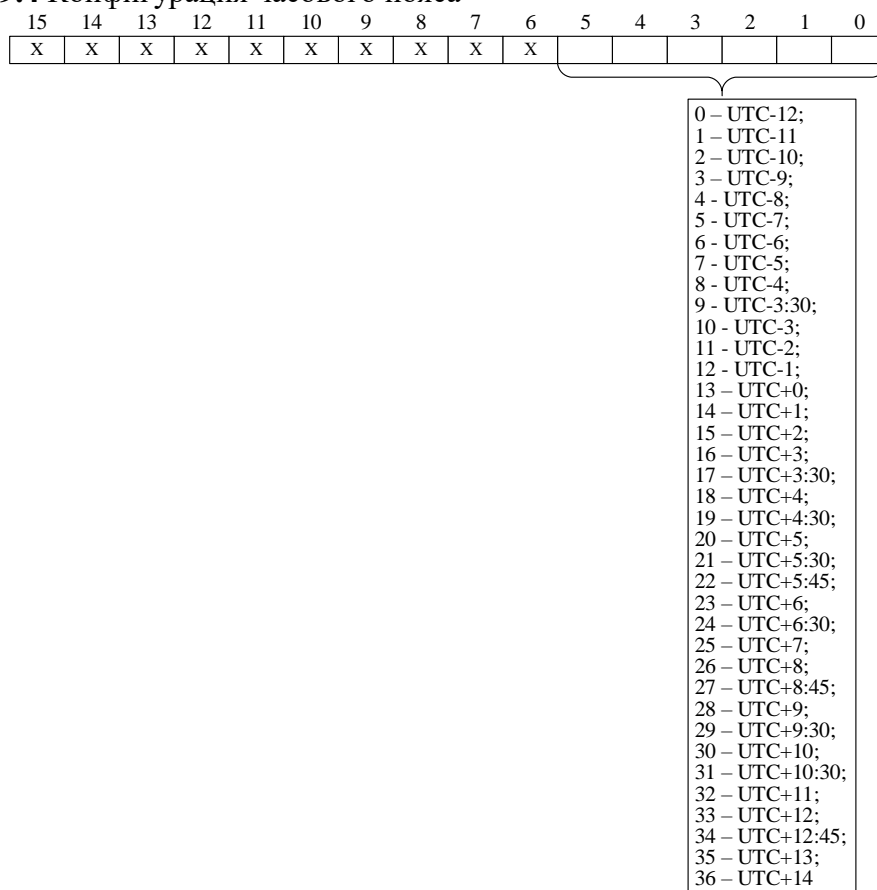 Конфигурация часового пояса
15 14 13 12 11 10 9 8 7 6 5 4 3 2 1 0
X X X X X X X X X X
0 – UTC-12;
1 – UTC-11
2 – UTC-10;
3 – UTC-9;
4 - UTC-8;
5 - UTC-7;
6 - UTC-6;
7 - UTC-5;
8 - UTC-4;
9 - UTC-3:30;
10 - UTC-3;
11 - UTC-2;
12 - UTC-1;
13 – UTC+0;
14 – UTC+1;
15 – UTC+2;
16 – UTC+3;
17 – UTC+3:30;
18 – UTC+4;
19 – UTC+4:30;
20 – UTC+5;
21 – UTC+5:30;
22 – UTC+5:45;
23 – UTC+6;
24 – UTC+6:30;
25 – UTC+7;
26 – UTC+8;
27 – UTC+8:45;
28 – UTC+9;
29 – UTC+9:30;
30 – UTC+10;
31 – UTC+10:30;
32 – UTC+11;
33 – UTC+12;
34 – UTC+12:45;
35 – UTC+13;
36 – UTC+14